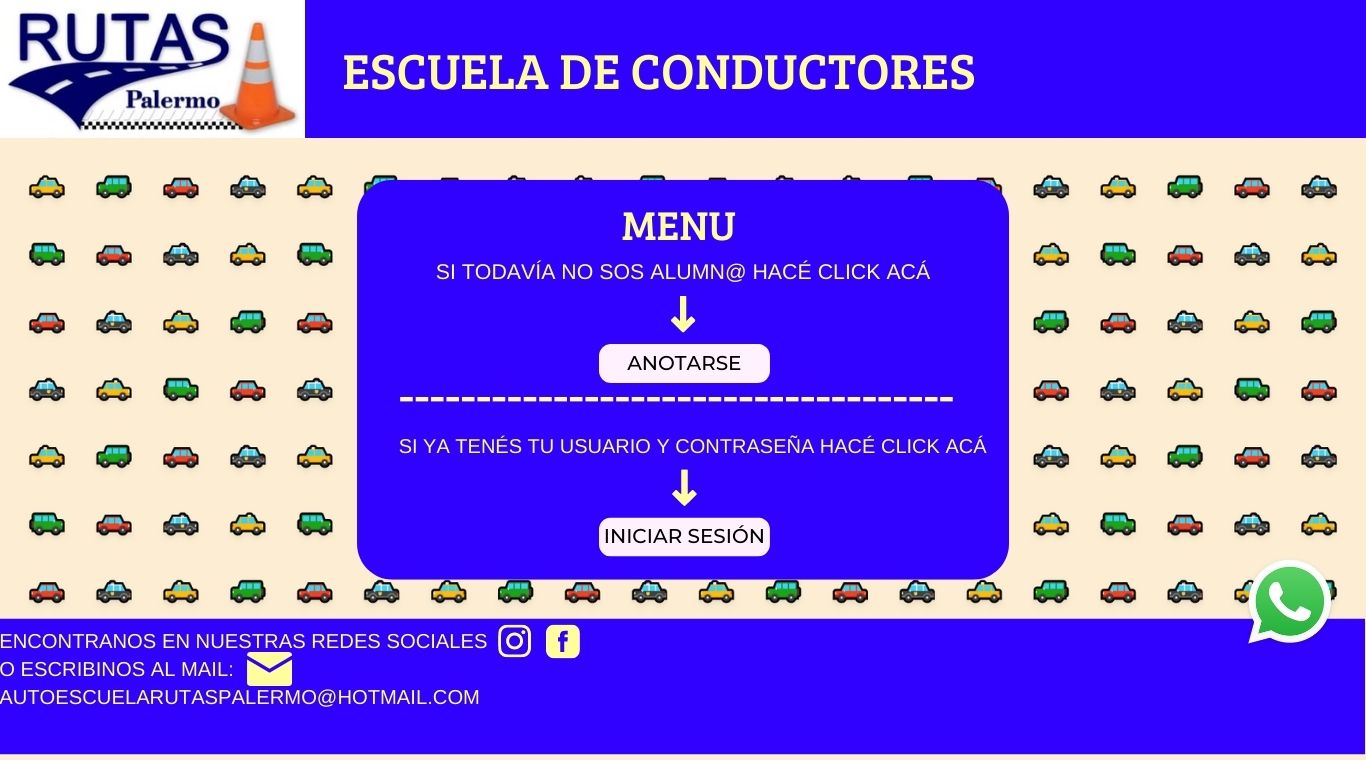 RUTAS
Palermo
ESCUELA DE CONDUCTORES
MENU
SI TODAVÍA NO SOS ALUMN@ HACÉ CLICK ACÁ
ANOTARSE
SI YA TENÉS TU USUARIO Y CONTRASEÑA HACÉ CLICK ACÁ
INICIAR SESIÓN
ENCONTRANOS EN NUESTRAS REDES SOCIALES
O ESCRIBINOS AL MAIL:
AUTOESCUELARUTASPALERMO@HOTMAIL.COM